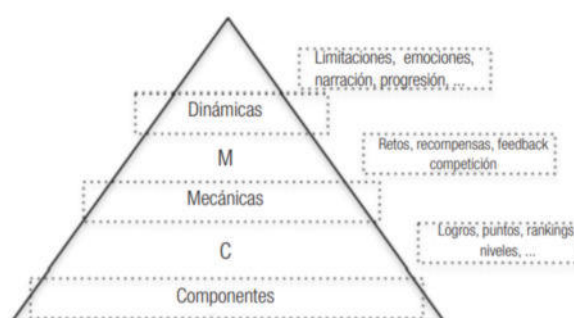 Limitaciones, emociones,
narración, progresión, ...
Dinámicas
M
Retos, recompensas, feedback
competición
Mecánicas
Logros, puntos, rankings
niveles, ...
C
Componentes